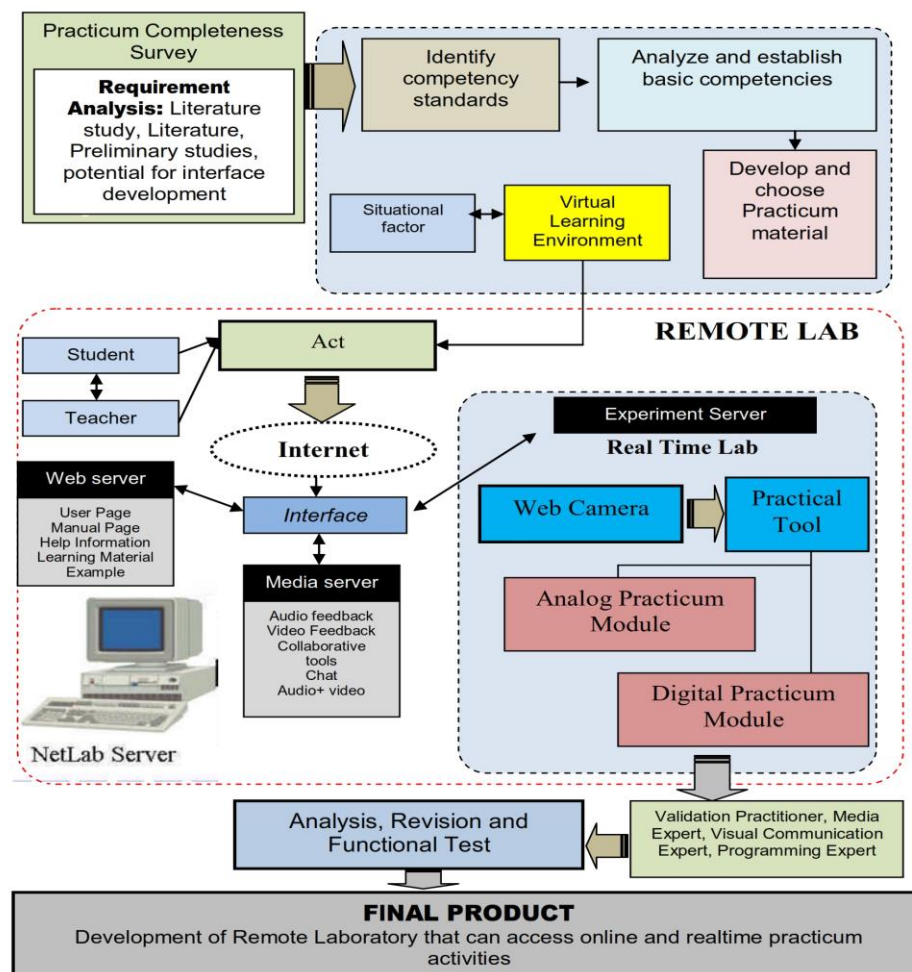 Practicum Completeness
Survey
Requirement
Analysis: Literature
study, Literature,
Preliminary studies,
potential for interface
development
Identify
competency
standards
Analyze and establish
basic competencies
Situational
factor
Virtual
Learning
Environment
Develop and
choose
Practicum
material
REMOTE LAB
Student
Act
Teacher
Internet
Experiment Server
Real Time Lab
Web server
User Page
Manual Page
Help Information
Learning Material
Example
Interface
Web Camera
Practical
Tool
Media server
Audio feedback
Video Feedback
Collaborative
tools
Chat
Audio+ video
Analog Practicum
Module
Digital Practicum
Module
NetLab Server
Analysis, Revision and
Functional Test
Validation Practitioner, Media
Expert, Visual Communication
Expert, Programming Expert
FINAL PRODUCT
Development of Remote Laboratory that can access online and realtime practicum
activities